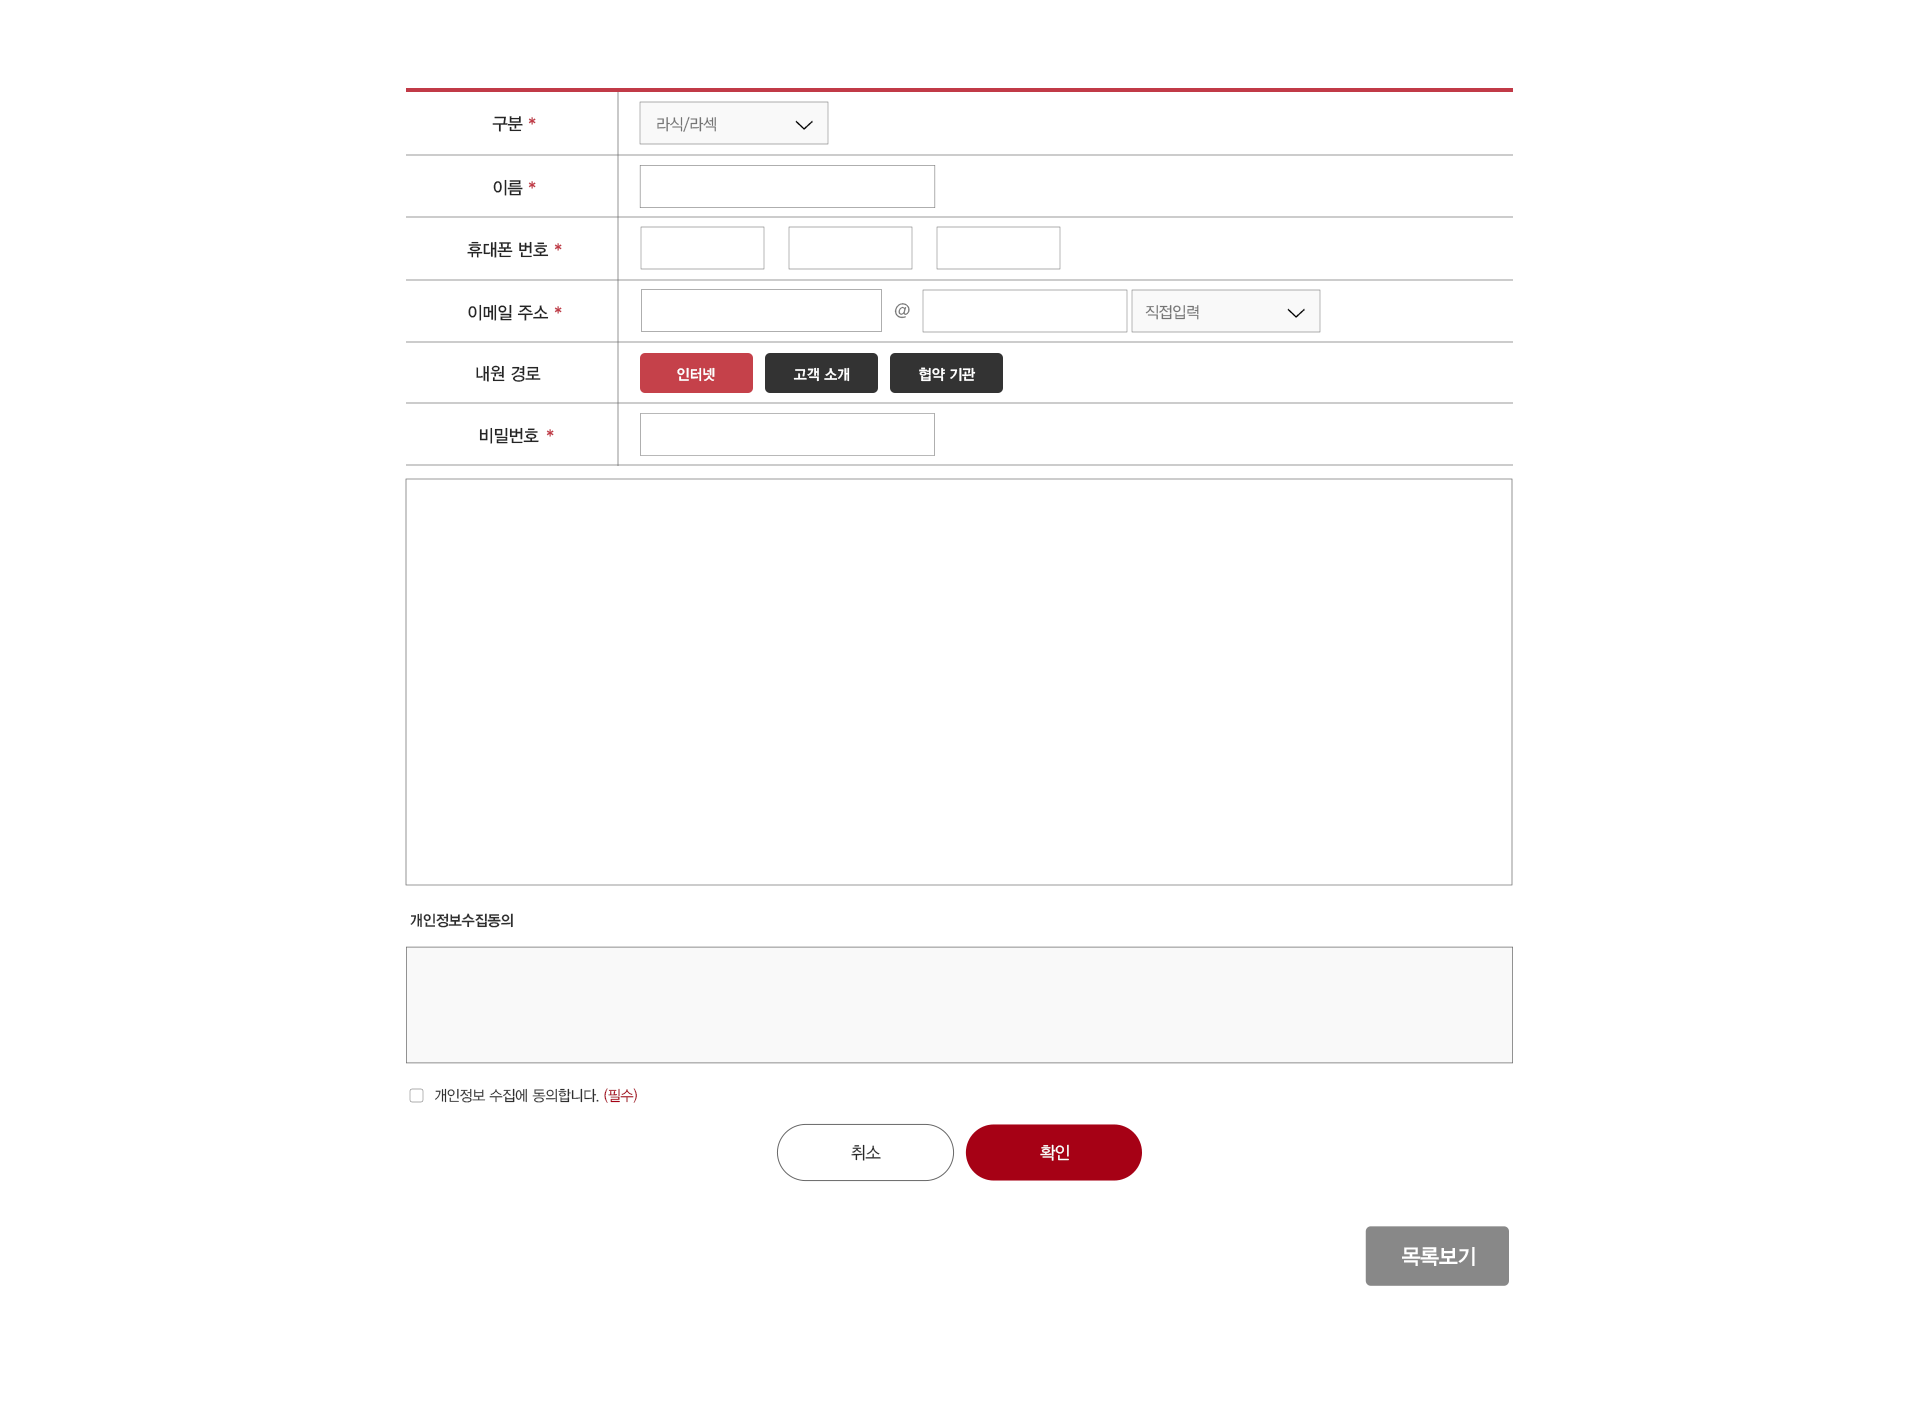 구분 * 라식/라섹
이름 *
휴대폰 번호 *
이메일 주소 * @ 직접입력
내원 경로 인터넷 고객 소개 협약 기관
비밀번호 *
개인정보수집동의
개인정보 수집에 동의합니다. (필수)
취소 확인
목록보기